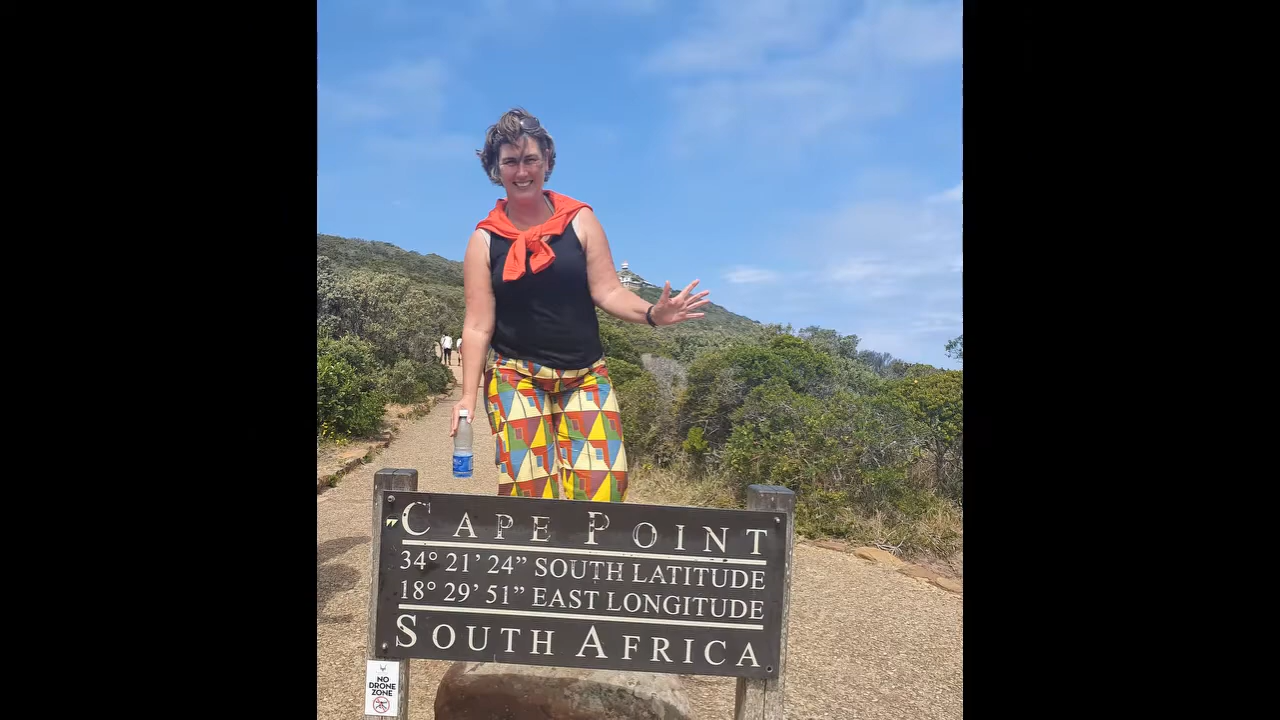 CAPE POINT
34° 21' 24" SOUTH LATITUDE
18° 29' 51" EAST LONGITUDE
SOUTH AFRICA
NO
DRONE
ZONE